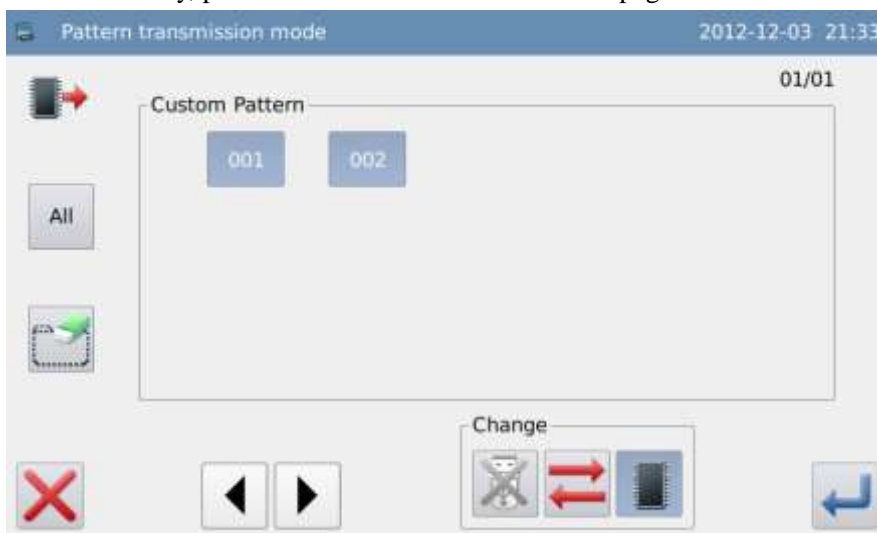 Pattern transmission mode 2012-12-03 21:33
01/01
Custom Pattern
001 002
All
Change